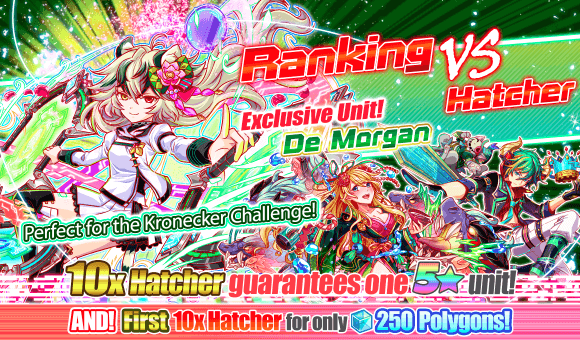 Ranking VS
Hatcher
Exclusive Unit!
De Morgan
Perfect for the Kronecker Challenge!
10x Hatcher guarantees one 5★ unit!
AND! First 10x Hatcher for only 250 Polygons!